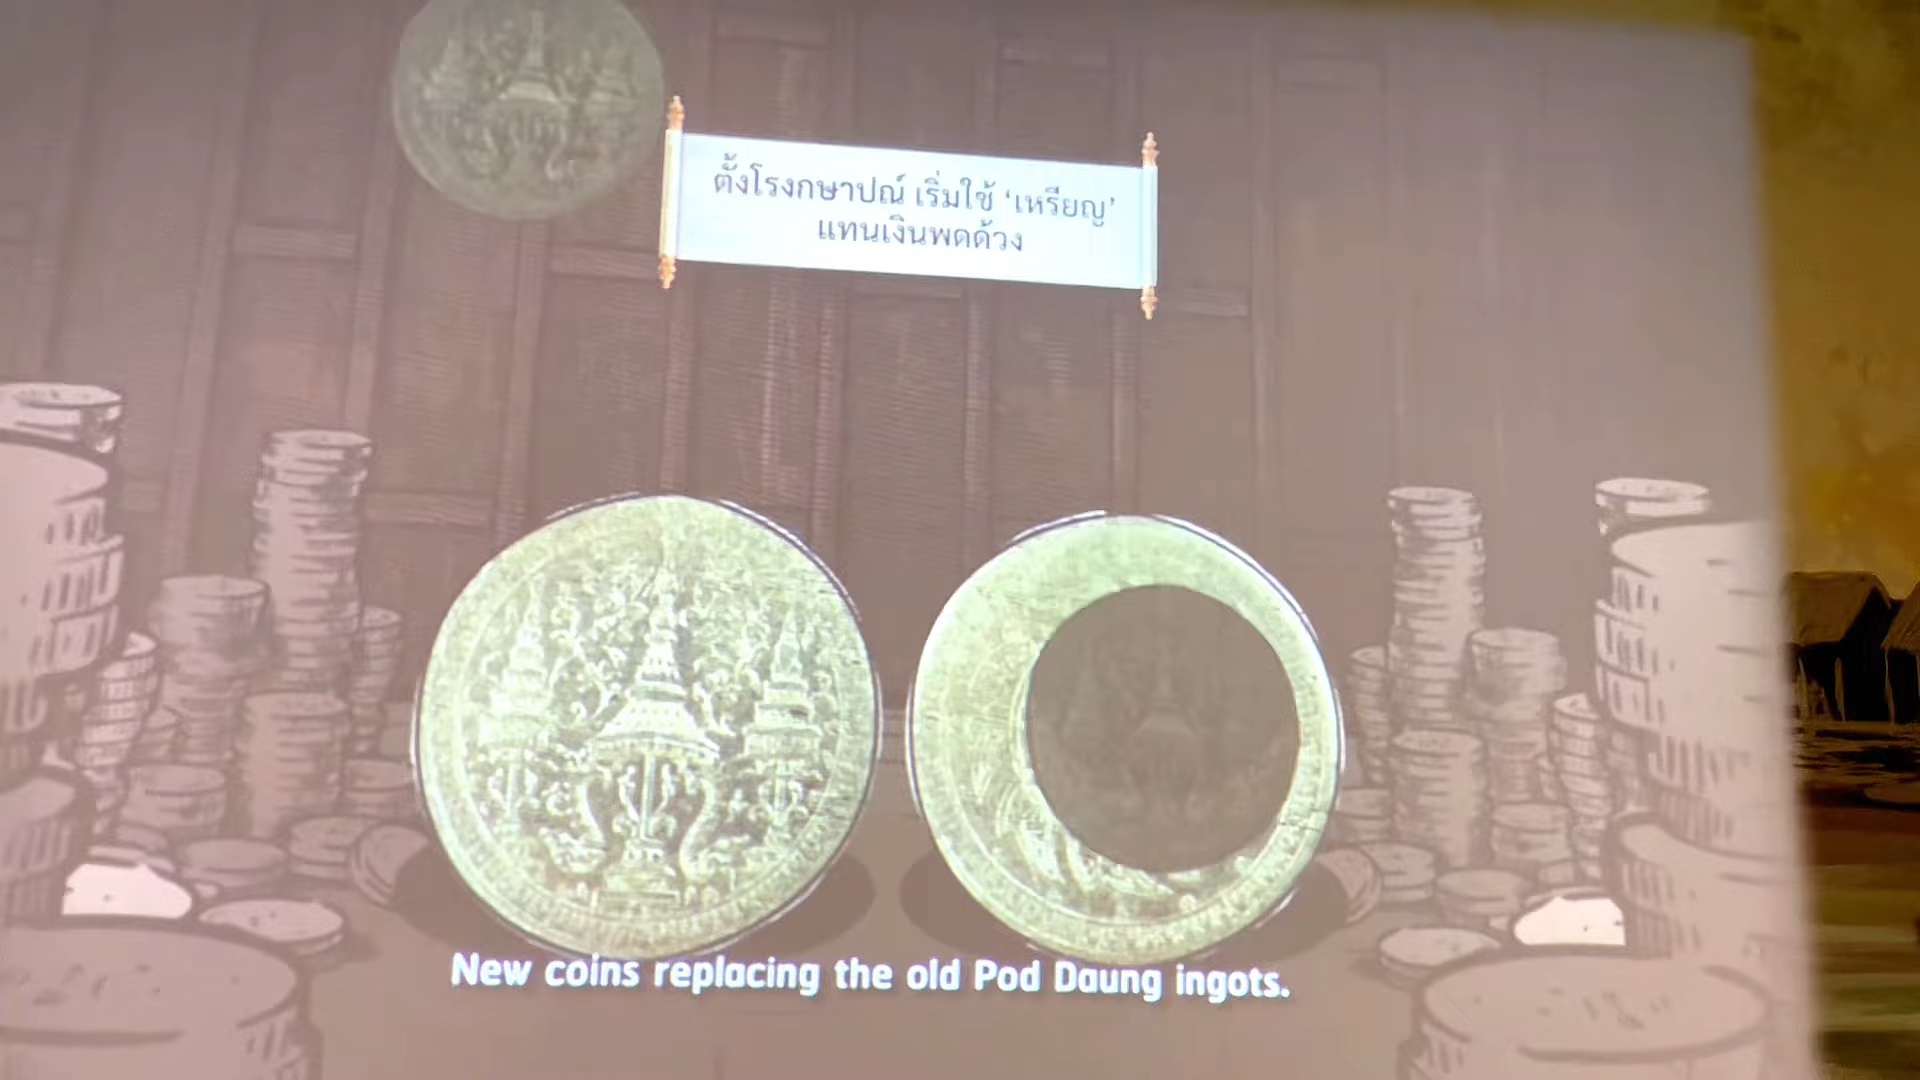 ตั้งโรงกษาปณ์ เริ่มใช้ ‘เหรียญ’
แทนเงินพดด้วง
New coins replacing the old Pod Daung ingots.